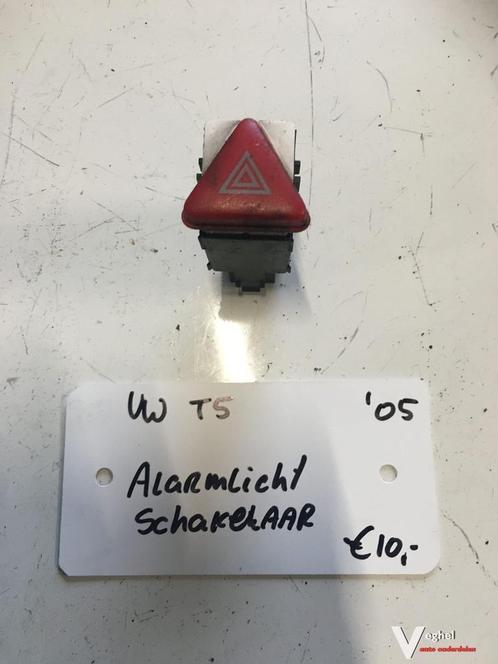 VW T5 '05
Alarmlicht
Schakelaar
€10,-
Veghel
auto onderdelen